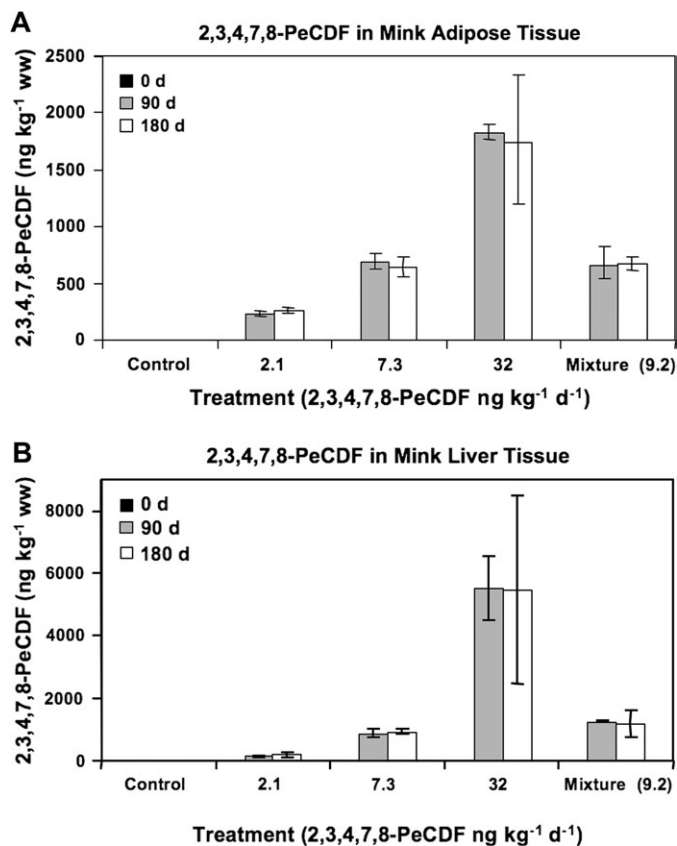 A
2,3,4,7,8-PeCDF in Mink Adipose Tissue
2,3,4,7,8-PeCDF (ng kg⁻¹ ww)
2500
2000
1500
1000
500
0
0 d
90 d
180 d
Control 2.1 7.3 32 Mixture (9.2)
Treatment (2,3,4,7,8-PeCDF ng kg⁻¹ d⁻¹)
B
2,3,4,7,8-PeCDF in Mink Liver Tissue
2,3,4,7,8-PeCDF (ng kg⁻¹ ww)
8000
6000
4000
2000
0
0 d
90 d
180 d
Control 2.1 7.3 32 Mixture (9.2)
Treatment (2,3,4,7,8-PeCDF ng kg⁻¹ d⁻¹)